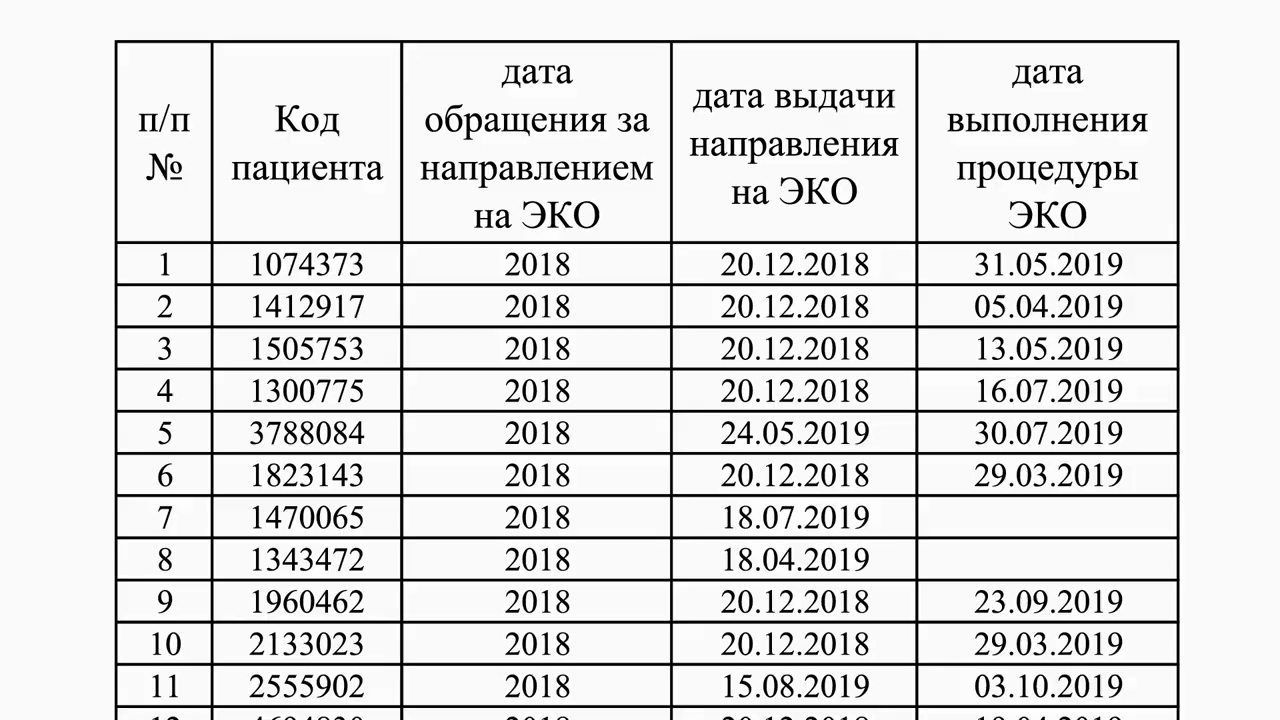 п/п №
Код пациента
дата обращения за направлением на ЭКО
дата выдачи направления на ЭКО
дата выполнения процедуры ЭКО
1 1074373 2018 20.12.2018 31.05.2019
2 1412917 2018 20.12.2018 05.04.2019
3 1505753 2018 20.12.2018 13.05.2019
4 1300775 2018 20.12.2018 16.07.2019
5 3788084 2018 24.05.2019 30.07.2019
6 1823143 2018 20.12.2018 29.03.2019
7 1470065 2018 18.07.2019
8 1343472 2018 18.04.2019
9 1960462 2018 20.12.2018 23.09.2019
10 2133023 2018 20.12.2018 29.03.2019
11 2555902 2018 15.08.2019 03.10.2019